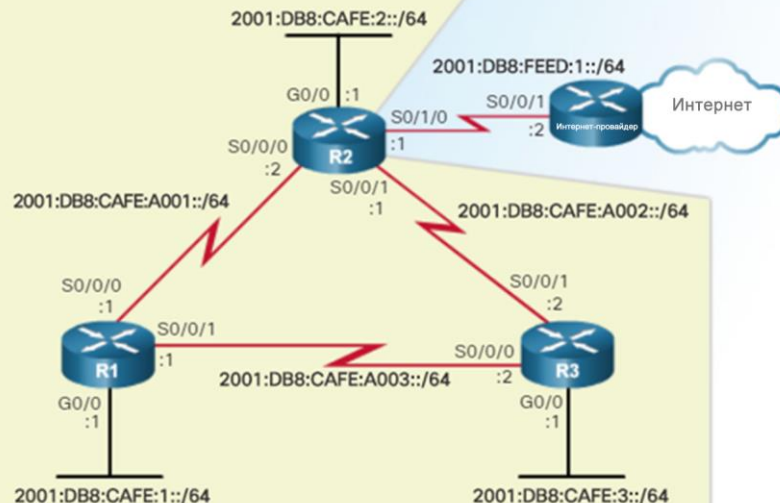 2001:DB8:CAFE:2::/64
2001:DB8:FEED:1::/64
G0/0 :1
S0/1/0
:1
S0/0/1
:2
Интернет-провайдер
Интернет
S0/0/0
:2
R2
S0/0/1
:1
2001:DB8:CAFE:A001::/64
2001:DB8:CAFE:A002::/64
S0/0/0
:1
S0/0/1
:2
S0/0/1
:1
R1
S0/0/0
:2
R3
2001:DB8:CAFE:A003::/64
G0/0
:1
G0/0
:1
2001:DB8:CAFE:1::/64
2001:DB8:CAFE:3::/64